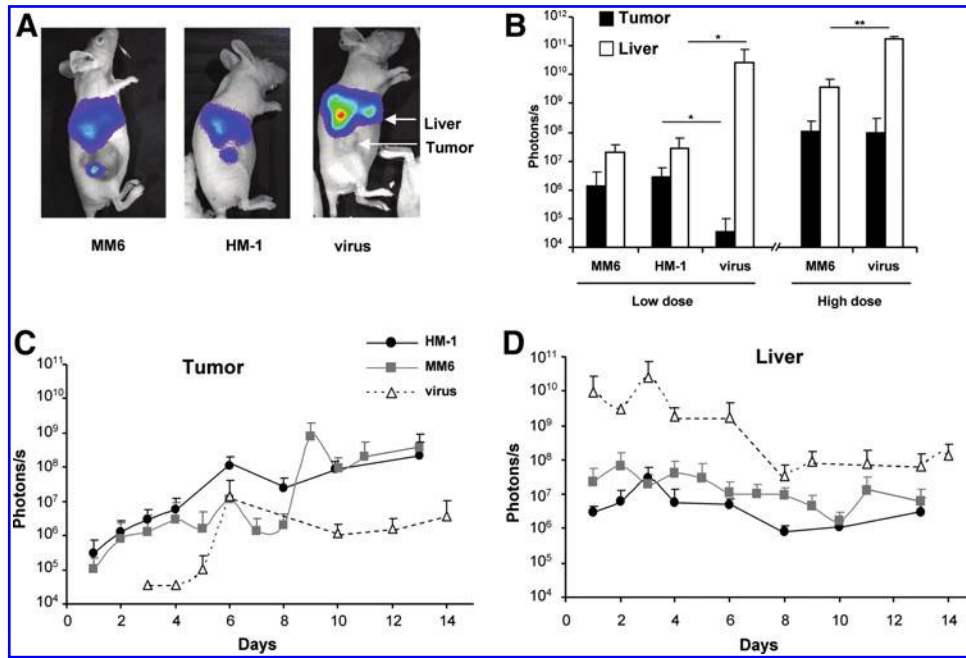 A
Liver
Tumor
MM6
HM-1
virus
B
Tumor
Liver
*
*
**
Photons/s
10¹²
10¹¹
10¹⁰
10⁹
10⁸
10⁷
10⁶
10⁵
10⁴
MM6
HM-1
virus
MM6
virus
Low dose
High dose
C
Tumor
HM-1
MM6
virus
Photons/s
10¹¹
10¹⁰
10⁹
10⁸
10⁷
10⁶
10⁵
10⁴
0 2 4 6 8 10 12 14
Days
D
Liver
Photons/s
10¹¹
10¹⁰
10⁹
10⁸
10⁷
10⁶
10⁵
10⁴
0 2 4 6 8 10 12 14
Days